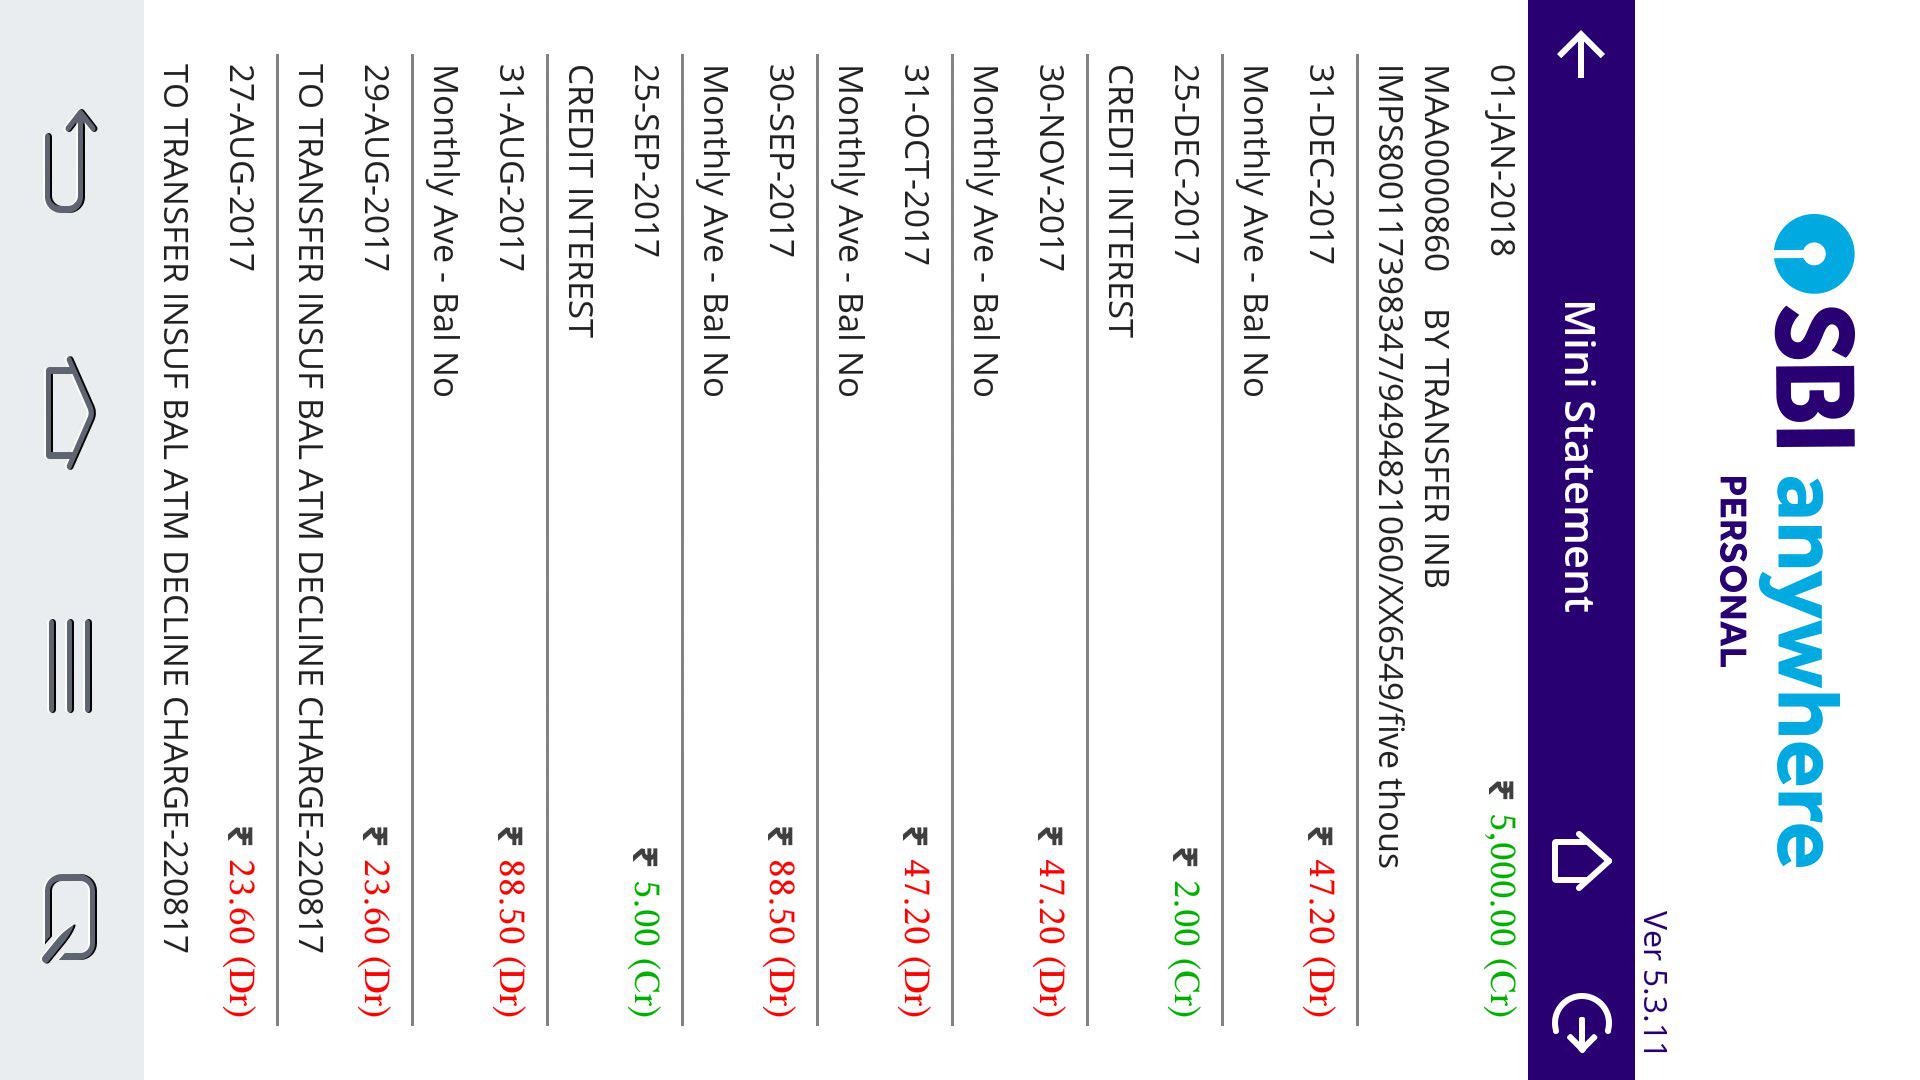 SBI anywhere
PERSONAL
Ver 5.3.11
Mini Statement
01-JAN-2018 ₹ 5,000.00 (Cr)
MAA0000860 BY TRANSFER INB
IMPS800117398347/9494821060/XX6549/five thous
31-DEC-2017 ₹ 47.20 (Dr)
Monthly Ave - Bal No
25-DEC-2017 ₹ 2.00 (Cr)
CREDIT INTEREST
30-NOV-2017 ₹ 47.20 (Dr)
Monthly Ave - Bal No
31-OCT-2017 ₹ 47.20 (Dr)
Monthly Ave - Bal No
30-SEP-2017 ₹ 88.50 (Dr)
Monthly Ave - Bal No
25-SEP-2017 ₹ 5.00 (Cr)
CREDIT INTEREST
31-AUG-2017 ₹ 88.50 (Dr)
Monthly Ave - Bal No
29-AUG-2017 ₹ 23.60 (Dr)
TO TRANSFER INSUF BAL ATM DECLINE CHARGE-220817
27-AUG-2017 ₹ 23.60 (Dr)
TO TRANSFER INSUF BAL ATM DECLINE CHARGE-220817